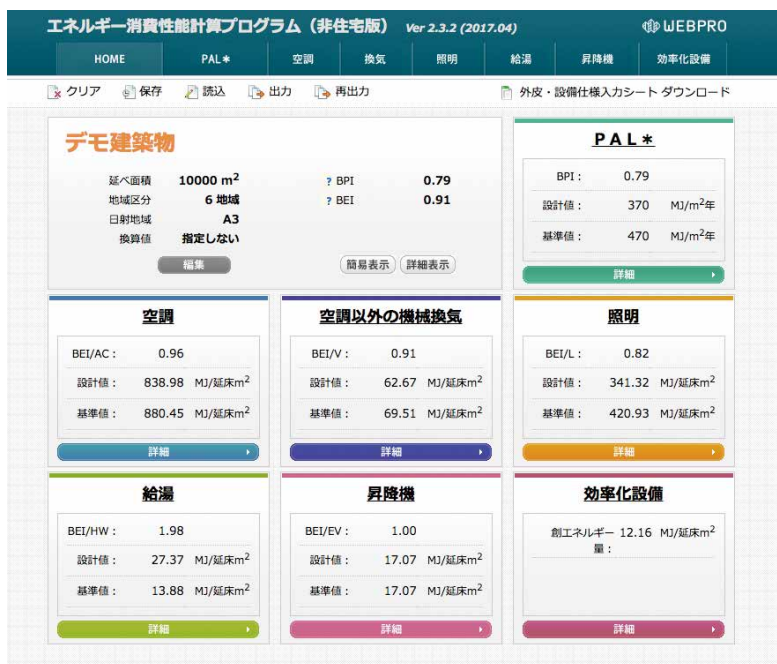 エネルギー消費性能計算プログラム（非住宅版） Ver 2.3.2 (2017.04) WEBPRO
HOME PAL* 空調 換気 照明 給湯 昇降機 効率化設備
クリア 保存 読込 出力 再出力 外皮・設備仕様入力シート ダウンロード
デモ建築物
延べ面積 10000 m2 ? BPI 0.79
地域区分 6 地域 ? BEI 0.91
日射地域 A3
換算値 指定しない
編集 簡易表示 詳細表示
PAL*
BPI： 0.79
設計値： 370 MJ/m2年
基準値： 470 MJ/m2年
詳細
空調
BEI/AC： 0.96
設計値： 838.98 MJ/延床m2
基準値： 880.45 MJ/延床m2
詳細
空調以外の機械換気
BEI/V： 0.91
設計値： 62.67 MJ/延床m2
基準値： 69.51 MJ/延床m2
詳細
照明
BEI/L： 0.82
設計値： 341.32 MJ/延床m2
基準値： 420.93 MJ/延床m2
詳細
給湯
BEI/HW： 1.98
設計値： 27.37 MJ/延床m2
基準値： 13.88 MJ/延床m2
詳細
昇降機
BEI/EV： 1.00
設計値： 17.07 MJ/延床m2
基準値： 17.07 MJ/延床m2
詳細
効率化設備
創エネルギー 12.16 MJ/延床m2
量：
詳細